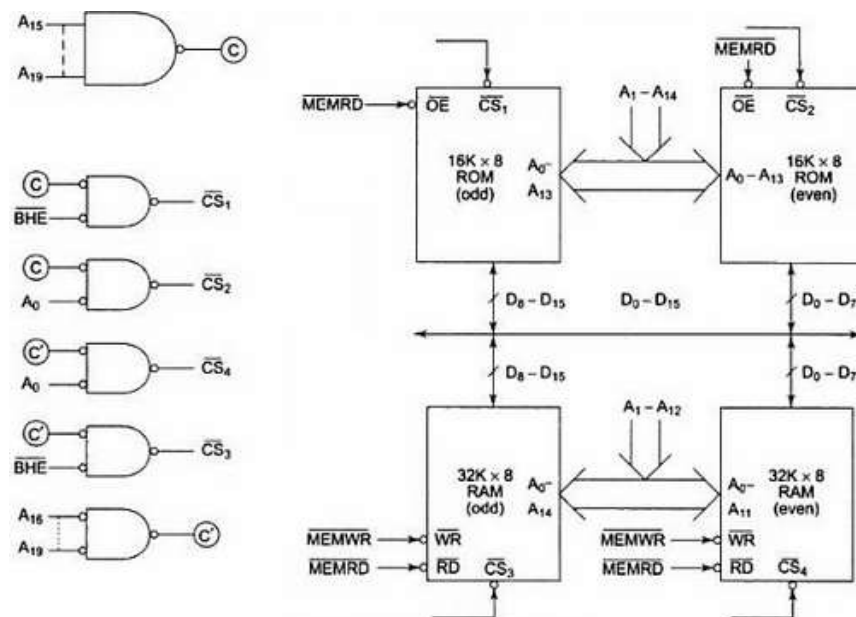 A15
A19
C
C
BHE
CS1
C
A0
CS2
C'
A0
CS4
C'
BHE
CS3
A16
A19
C'
MEMRD
OE
CS1
16K × 8
ROM
(odd)
A0–
A13
A1 – A14
MEMRD
OE
CS2
A0 – A13
16K × 8
ROM
(even)
D8 – D15
D0 – D15
D0 – D7
D8 – D15
D0 – D7
A1 – A12
32K × 8
RAM
(odd)
A0–
A14
MEMWR
WR
MEMRD
RD
CS3
A0–
A11
32K × 8
RAM
(even)
MEMWR
WR
MEMRD
RD
CS4